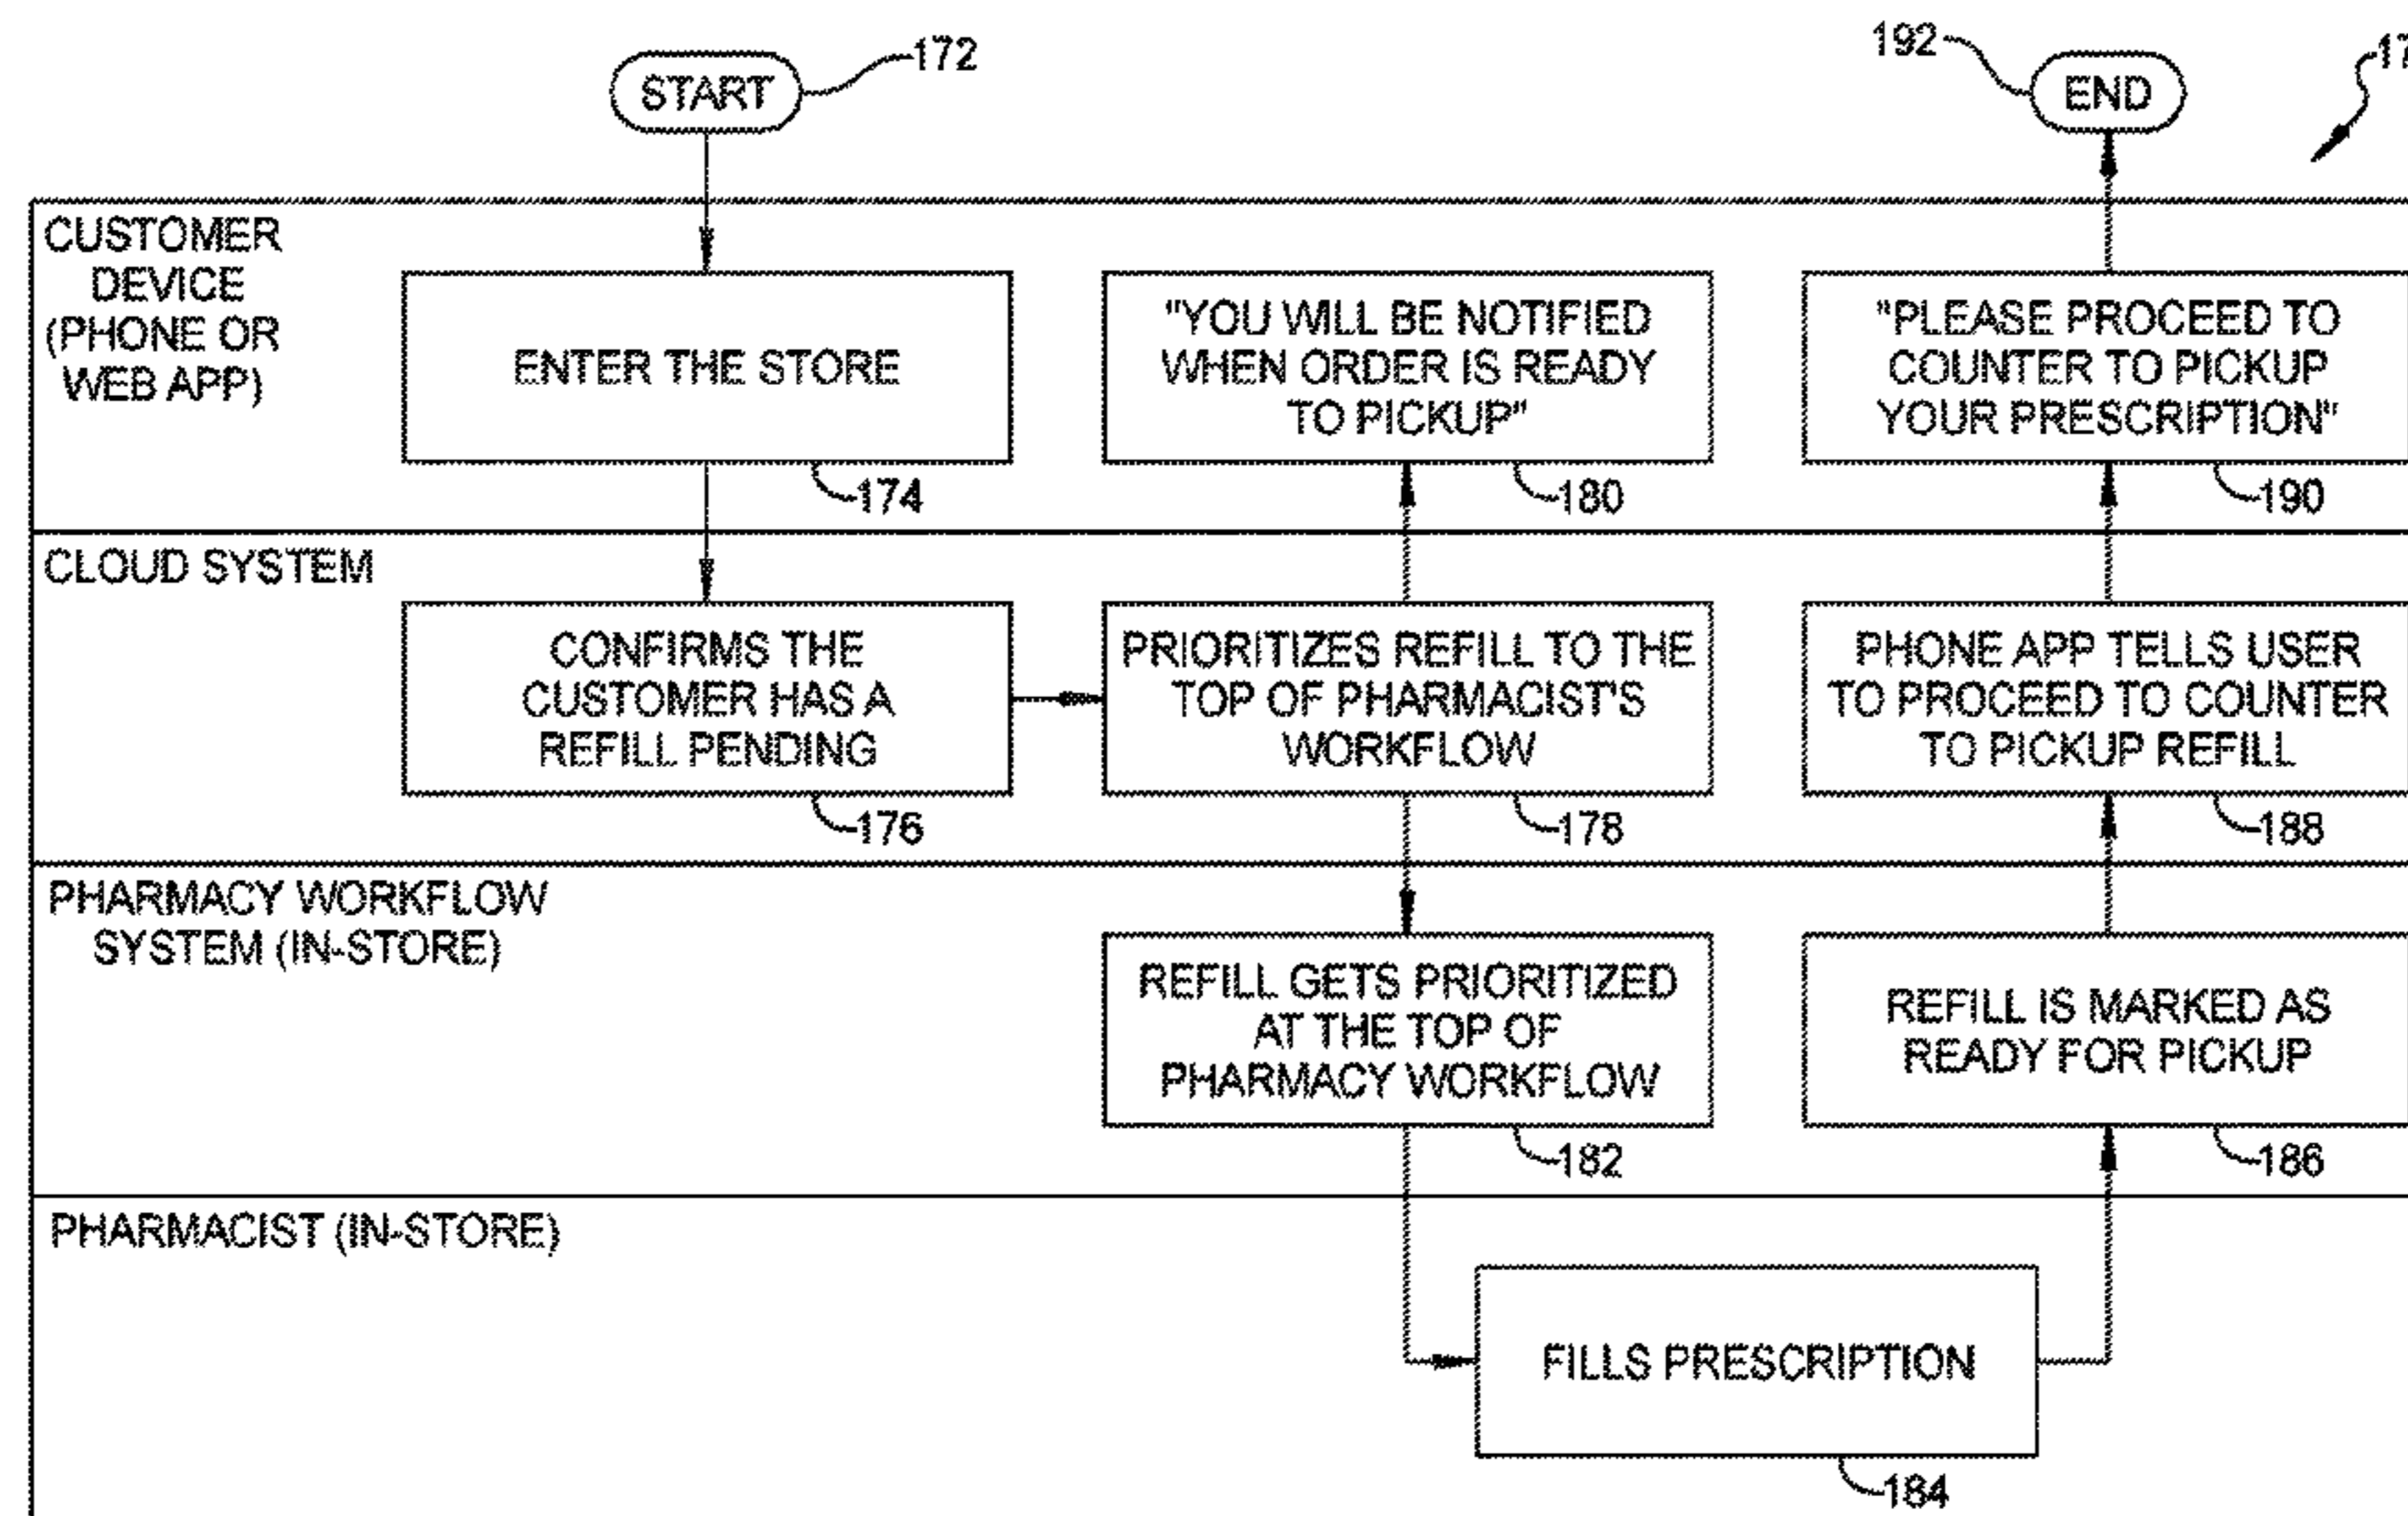 START
172
192
END
CUSTOMER
DEVICE
(PHONE OR
WEB APP)
ENTER THE STORE
174
"YOU WILL BE NOTIFIED
WHEN ORDER IS READY
TO PICKUP"
180
"PLEASE PROCEED TO
COUNTER TO PICKUP
YOUR PRESCRIPTION"
190
CLOUD SYSTEM
CONFIRMS THE
CUSTOMER HAS A
REFILL PENDING
176
PRIORITIZES REFILL TO THE
TOP OF PHARMACIST'S
WORKFLOW
178
PHONE APP TELLS USER
TO PROCEED TO COUNTER
TO PICKUP REFILL
188
PHARMACY WORKFLOW
SYSTEM (IN-STORE)
REFILL GETS PRIORITIZED
AT THE TOP OF
PHARMACY WORKFLOW
182
REFILL IS MARKED AS
READY FOR PICKUP
186
PHARMACIST (IN-STORE)
FILLS PRESCRIPTION
184